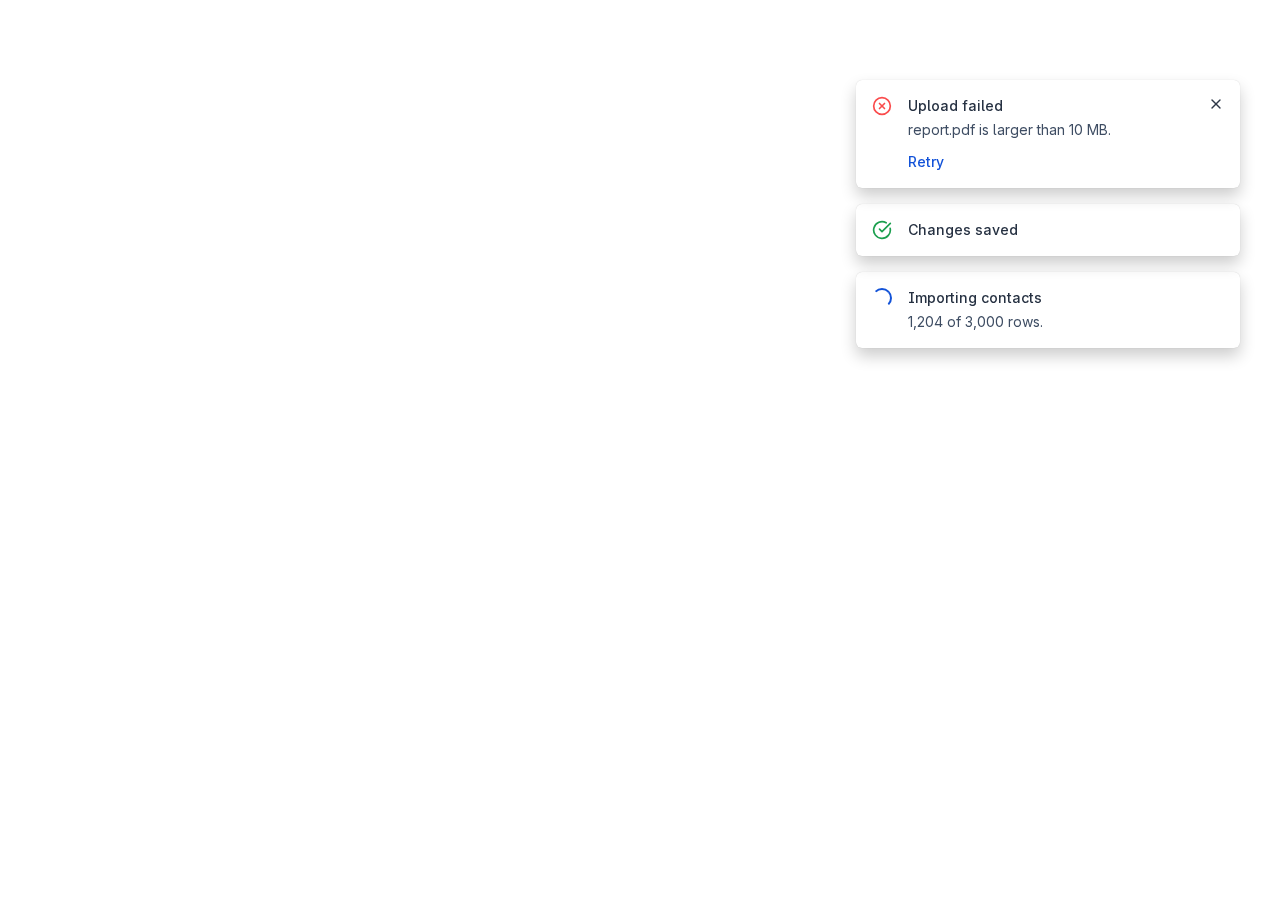 Upload failed
report.pdf is larger than 10 MB.
Retry
Changes saved
Importing contacts
1,204 of 3,000 rows.